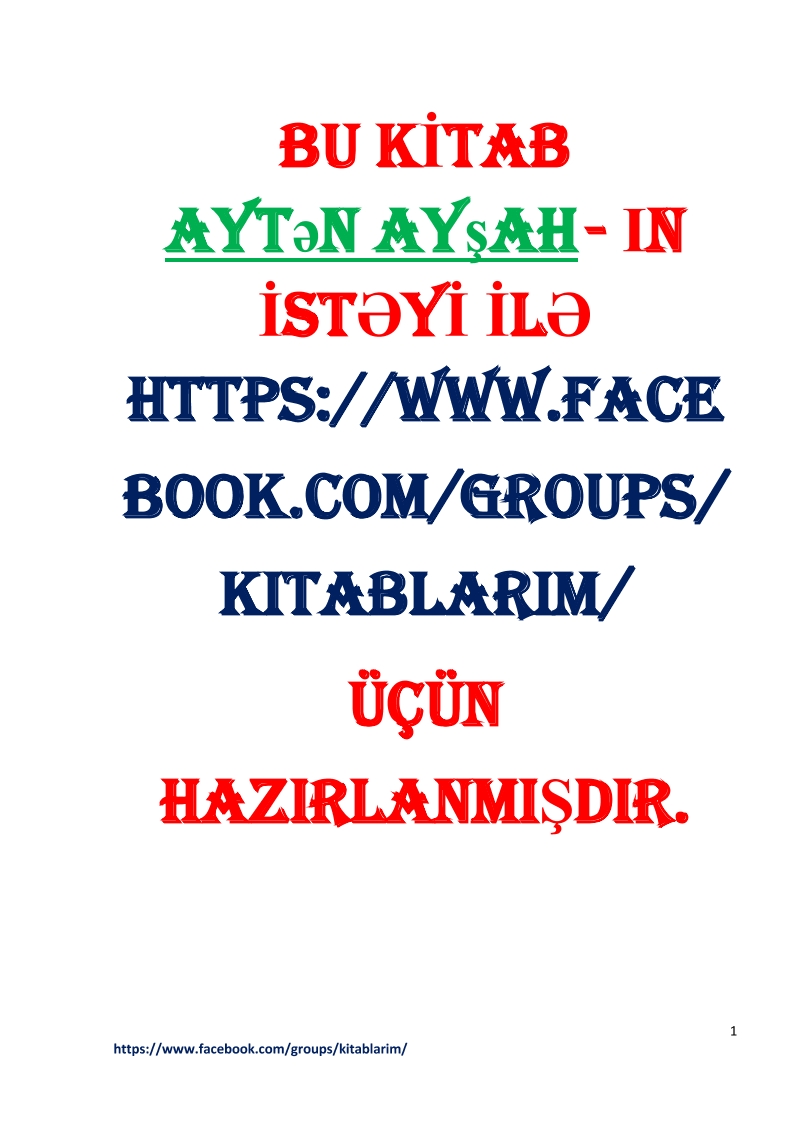 BU KİTAB
AYTəN AYşAH- IN
İSTƏYİ İLƏ
HTTPS://WWW.FACE
BOOK.COM/GROUPS/
KITABLARIM/
ÜÇÜN
HAZIRLANMIŞDIR.
1
https://www.facebook.com/groups/kitablarim/